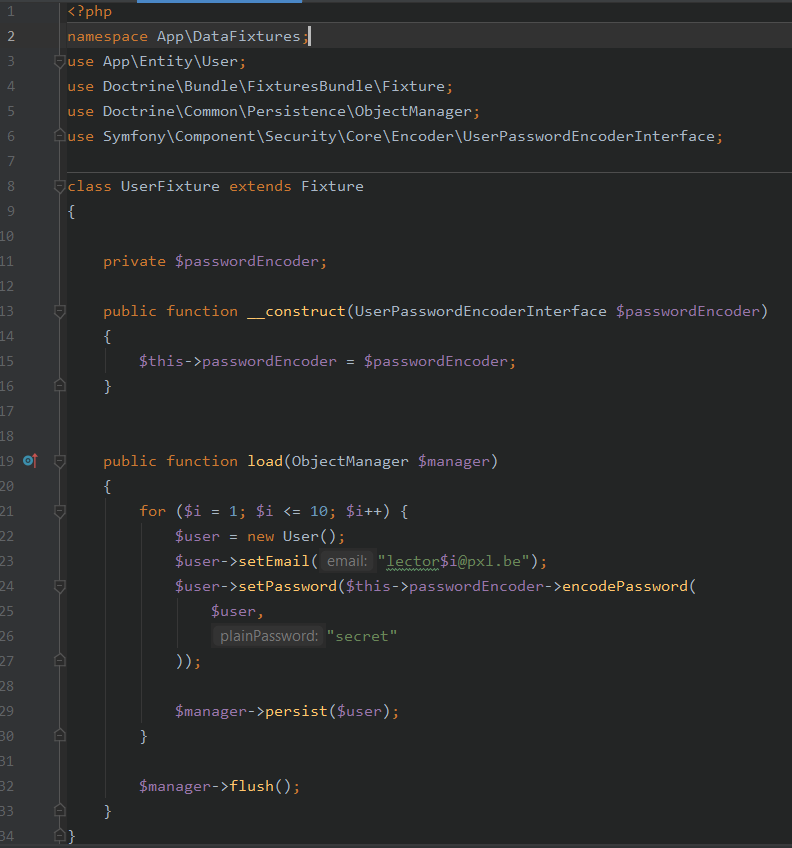 1 <?php
2 namespace App\DataFixtures;
3 use App\Entity\User;
4 use Doctrine\Bundle\FixturesBundle\Fixture;
5 use Doctrine\Common\Persistence\ObjectManager;
6 use Symfony\Component\Security\Core\Encoder\UserPasswordEncoderInterface;
7
8 class UserFixture extends Fixture
9 {
10
11 private $passwordEncoder;
12
13 public function __construct(UserPasswordEncoderInterface $passwordEncoder)
14 {
15 $this->passwordEncoder = $passwordEncoder;
16 }
17
18
19 public function load(ObjectManager $manager)
20 {
21 for ($i = 1; $i <= 10; $i++) {
22 $user = new User();
23 $user->setEmail( email: "lector$i@pxl.be");
24 $user->setPassword($this->passwordEncoder->encodePassword(
25 $user,
26 plainPassword: "secret"
27 ));
28
29 $manager->persist($user);
30 }
31
32 $manager->flush();
33 }
34 }